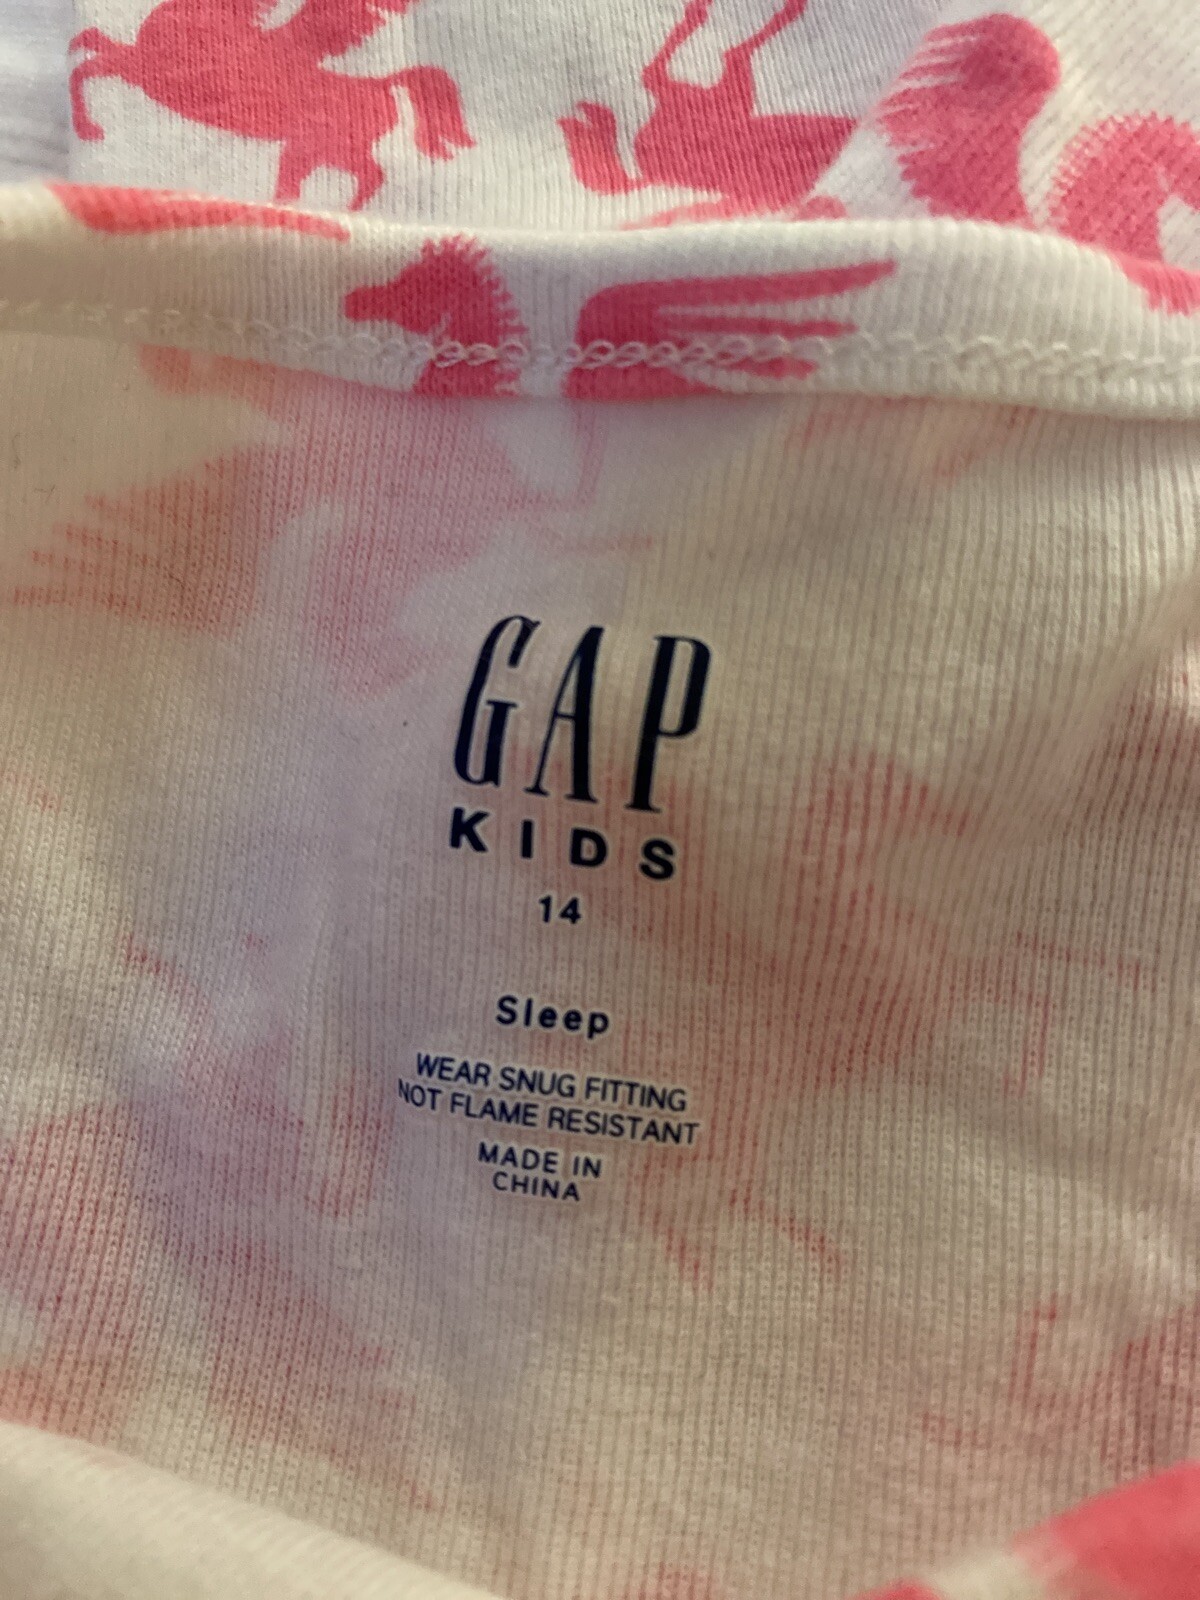 GAP
KIDS
14
Sleep
WEAR SNUG FITTING
NOT FLAME RESISTANT
MADE IN
CHINA